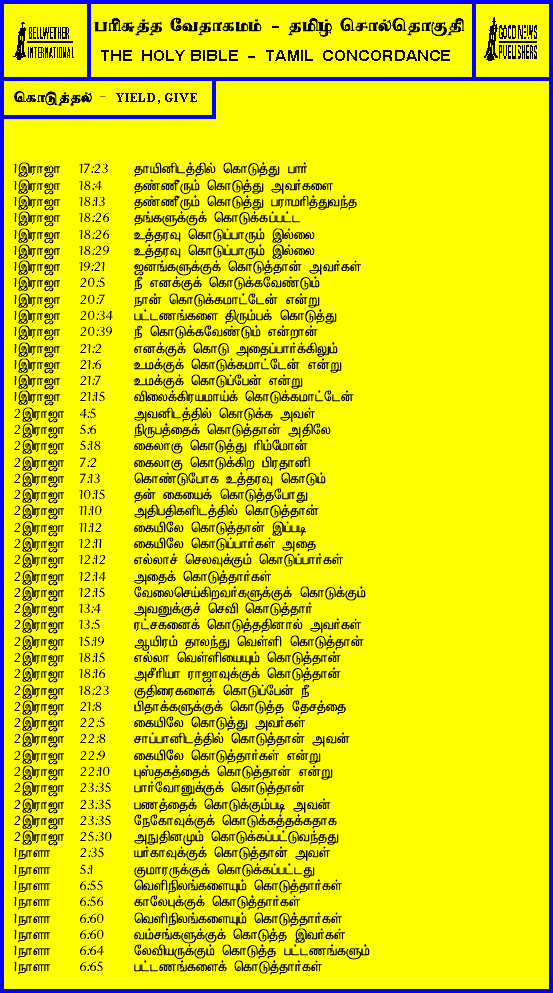 BELLWETHER
INTERNATIONAL
பரிசுத்த வேதாகமம் - தமிழ் சொல்தொகுதி
THE HOLY BIBLE - TAMIL CONCORDANCE
GOOD NEWS
PUBLISHERS
கொடுத்தல் - YIELD, GIVE
1இராஜா 17:23 தாயினிடத்தில் கொடுத்து பார்
1இராஜா 18:4 தண்ணீரும் கொடுத்து அவர்களை
1இராஜா 18:13 தண்ணீரும் கொடுத்து பராமரித்துவந்த
1இராஜா 18:26 தங்களுக்குக் கொடுக்கப்பட்ட
1இராஜா 18:26 உத்தரவு கொடுப்பாரும் இல்லை
1இராஜா 18:29 உத்தரவு கொடுப்பாரும் இல்லை
1இராஜா 19:21 ஜனங்களுக்குக் கொடுத்தான் அவர்கள்
1இராஜா 20:5 நீ எனக்குக் கொடுக்கவேண்டும்
1இராஜா 20:7 நான் கொடுக்கமாட்டேன் என்று
1இராஜா 20:34 பட்டணங்களை திரும்பக் கொடுத்து
1இராஜா 20:39 நீ கொடுக்கவேண்டும் என்றான்
1இராஜா 21:2 எனக்குக் கொடு அதைப்பார்க்கிலும்
1இராஜா 21:6 உமக்குக் கொடுக்கமாட்டேன் என்று
1இராஜா 21:7 உமக்குக் கொடுப்பேன் என்று
1இராஜா 21:15 விலைக்கிரயமாய்க் கொடுக்கமாட்டேன்
2இராஜா 4:5 அவனிடத்தில் கொடுக்க அவள்
2இராஜா 5:6 நிருபத்தைக் கொடுத்தான் அதிலே
2இராஜா 5:18 கைலாகு கொடுத்து ரிம்மோன்
2இராஜா 7:2 கைலாகு கொடுக்கிற பிரதானி
2இராஜா 7:13 கொண்டுபோக உத்தரவு கொடும்
2இராஜா 10:15 தன் கையைக் கொடுத்தபோது
2இராஜா 11:10 அதிபதிகளிடத்தில் கொடுத்தான்
2இராஜா 11:12 கையிலே கொடுத்தான் இப்படி
2இராஜா 12:11 கையிலே கொடுப்பார்கள் அதை
2இராஜா 12:12 எல்லாச் செலவுக்கும் கொடுப்பார்கள்
2இராஜா 12:14 அதைக் கொடுத்தார்கள்
2இராஜா 12:15 வேலைசெய்கிறவர்களுக்குக் கொடுக்கும்
2இராஜா 13:4 அவனுக்குச் செவி கொடுத்தார்
2இராஜா 13:5 ரட்சகனைக் கொடுத்ததினால் அவர்கள்
2இராஜா 15:19 ஆயிரம் தாலந்து வெள்ளி கொடுத்தான்
2இராஜா 18:15 எல்லா வெள்ளியையும் கொடுத்தான்
2இராஜா 18:16 அசீரியா ராஜாவுக்குக் கொடுத்தான்
2இராஜா 18:23 குதிரைகளைக் கொடுப்பேன் நீ
2இராஜா 21:8 பிதாக்களுக்குக் கொடுத்த தேசத்தை
2இராஜா 22:5 கையிலே கொடுத்து அவர்கள்
2இராஜா 22:8 சாப்பானிடத்தில் கொடுத்தான் அவன்
2இராஜா 22:9 கையிலே கொடுத்தார்கள் என்று
2இராஜா 22:10 புஸ்தகத்தைக் கொடுத்தான் என்று
2இராஜா 23:35 பார்வோனுக்குக் கொடுத்தான்
2இராஜா 23:35 பணத்தைக் கொடுக்கும்படி அவன்
2இராஜா 23:35 நேகோவுக்குக் கொடுக்கத்தக்கதாக
2இராஜா 25:30 அநுதினமும் கொடுக்கப்பட்டுவந்தது
1நாளா 2:35 யர்காவுக்குக் கொடுத்தான் அவள்
1நாளா 5:1 குமாரருக்குக் கொடுக்கப்பட்டது
1நாளா 6:55 வெளிநிலங்களையும் கொடுத்தார்கள்
1நாளா 6:56 காலேபுக்குக் கொடுத்தார்கள்
1நாளா 6:60 வெளிநிலங்களையும் கொடுத்தார்கள்
1நாளா 6:60 வம்சங்களுக்குக் கொடுத்த இவர்கள்
1நாளா 6:64 லேவியருக்கும் கொடுத்த பட்டணங்களும்
1நாளா 6:65 பட்டணங்களைக் கொடுத்தார்கள்